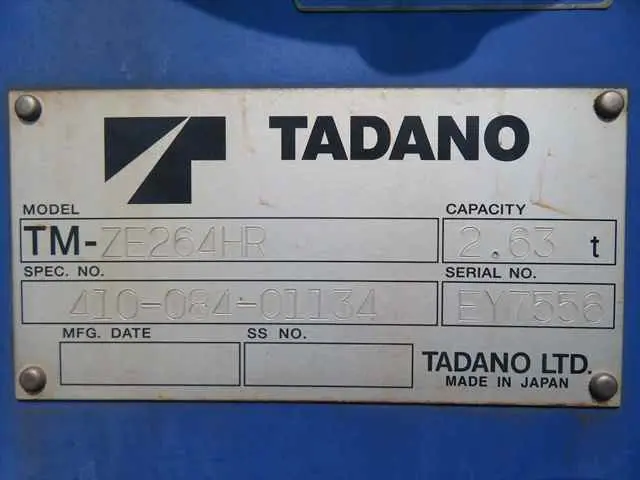 TADANO
MODEL
CAPACITY
TM-ZE264HR
2.63 t
SPEC. NO.
SERIAL NO.
410-084-01134
EY7556
MFG. DATE
SS NO.
TADANO LTD.
MADE IN JAPAN